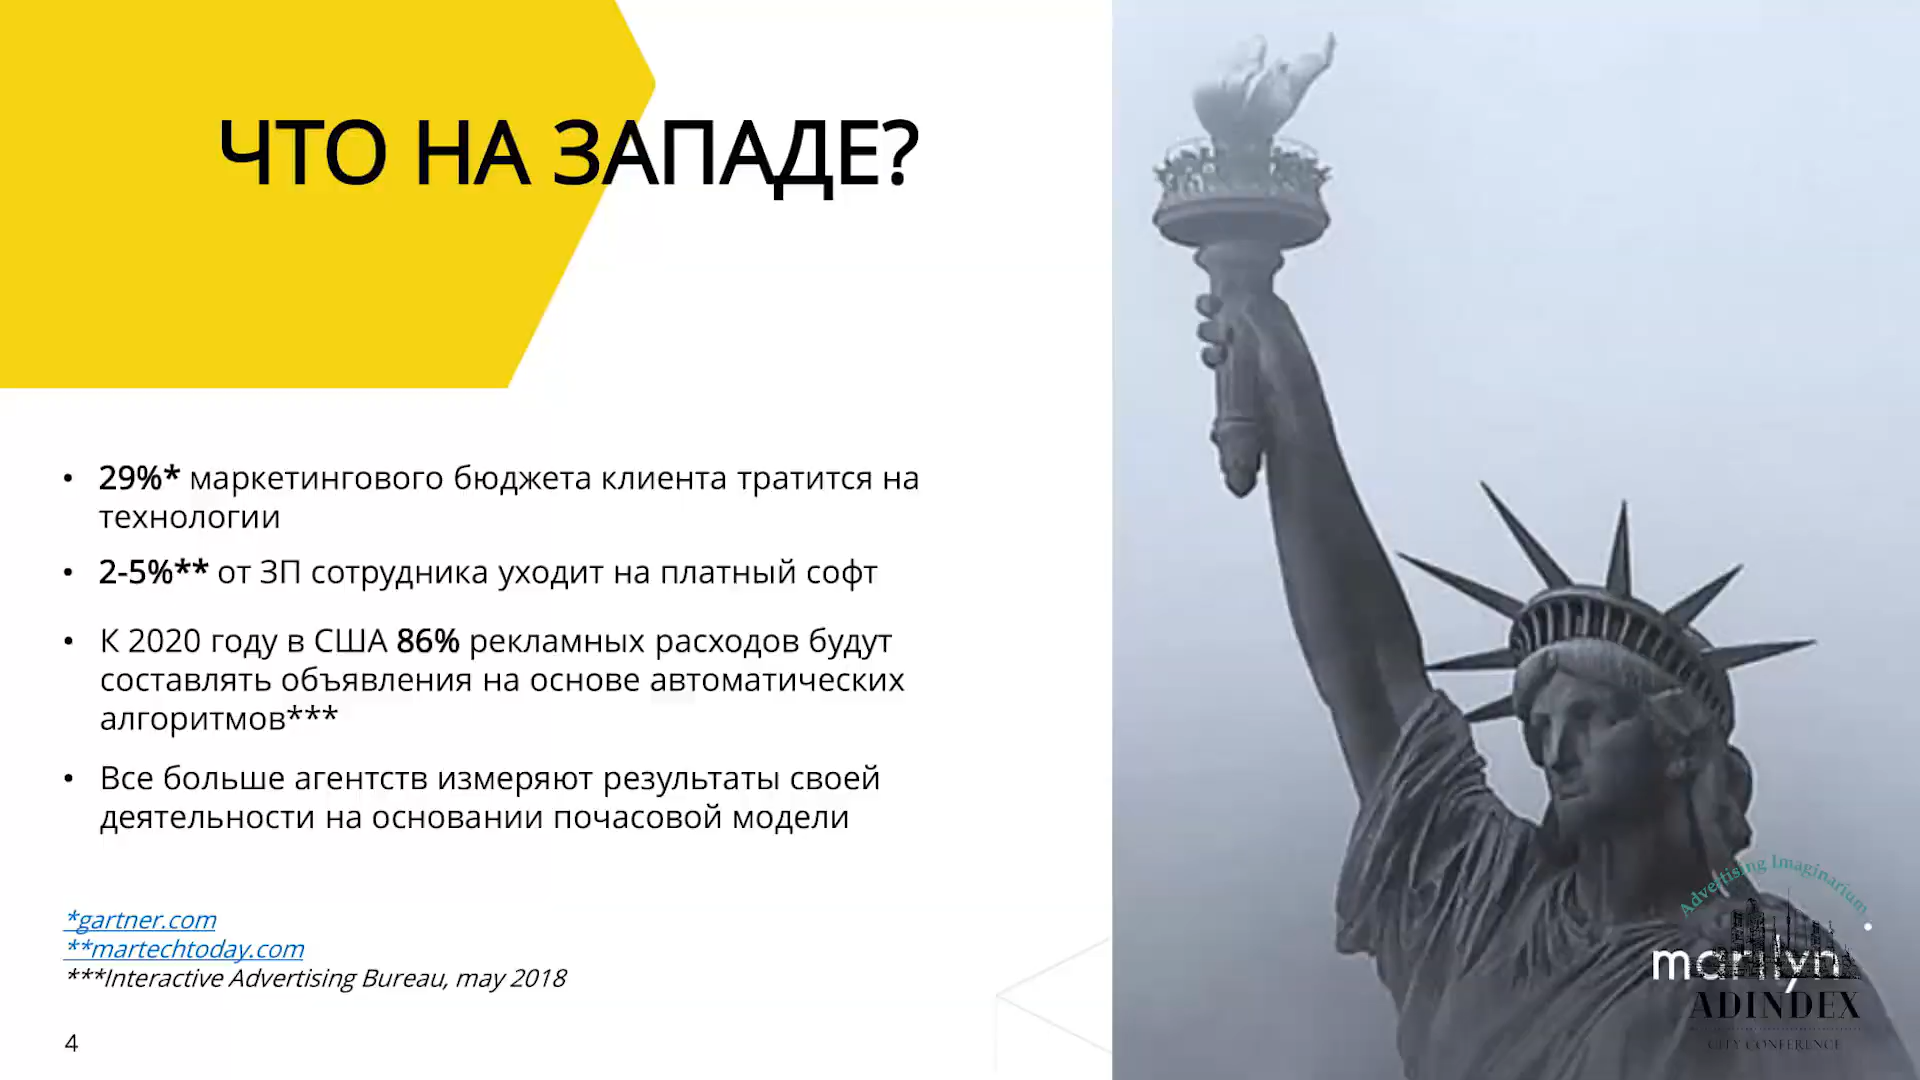 ЧТО НА ЗАПАДЕ?
• 29%* маркетингового бюджета клиента тратится на
технологии
• 2-5%** от ЗП сотрудника уходит на платный софт
• К 2020 году в США 86% рекламных расходов будут
составлять объявления на основе автоматических
алгоритмов***
• Все больше агентств измеряют результаты своей
деятельности на основании почасовой модели
*gartner.com
**martechtoday.com
***Interactive Advertising Bureau, may 2018
4
Advertising Imaginarium
marilyn
ADINDEX
CITY CONFERENCE